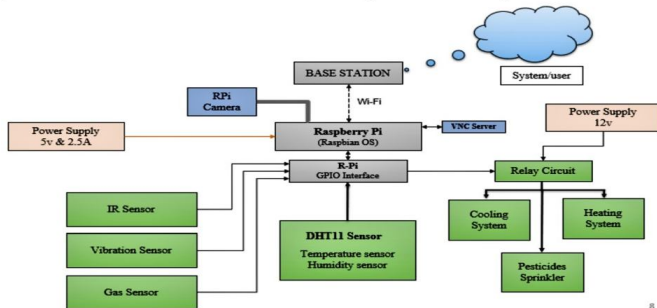 BASE STATION
System/user
RPi
Camera
Wi-Fi
Power Supply
5v & 2.5A
Raspberry Pi
(Raspbian OS)
VNC Server
Power Supply
12v
R-Pi
GPIO Interface
Relay Circuit
IR Sensor
Vibration Sensor
Gas Sensor
DHT11 Sensor
Temperature sensor
Humidity sensor
Cooling
System
Heating
System
Pesticides
Sprinkler
8